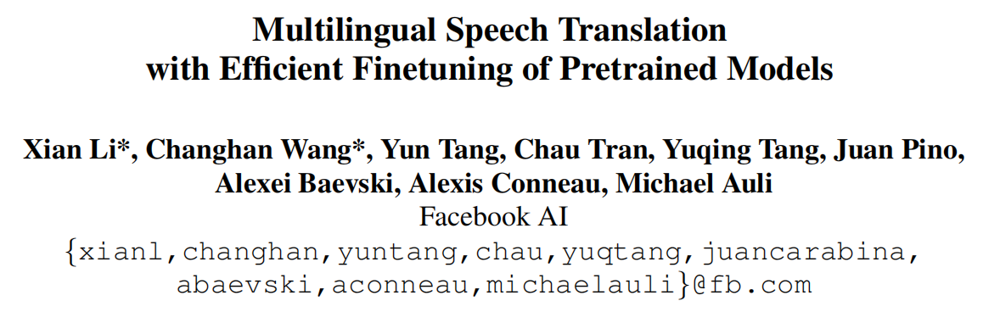 Multilingual Speech Translation
with Efficient Finetuning of Pretrained Models
Xian Li*, Changhan Wang*, Yun Tang, Chau Tran, Yuqing Tang, Juan Pino,
Alexei Baevski, Alexis Conneau, Michael Auli
Facebook AI
{xianl,changhan,yuntang,chau,yuqtang,juancarabina,
abaevski,aconneau,michaelauli}@fb.com